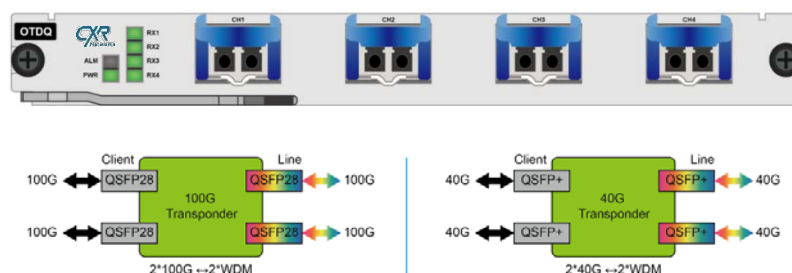 OTDQ
CXR
Networks
ALM
PWR
RX1
RX2
RX3
RX4
CH1
CH2
CH3
CH4
Client Line
100G QSFP28 QSFP28 100G
100G
Transponder
100G QSFP28 QSFP28 100G
2*100G ↔2*WDM
Client Line
40G QSFP+ QSFP+ 40G
40G
Transponder
40G QSFP+ QSFP+ 40G
2*40G ↔2*WDM